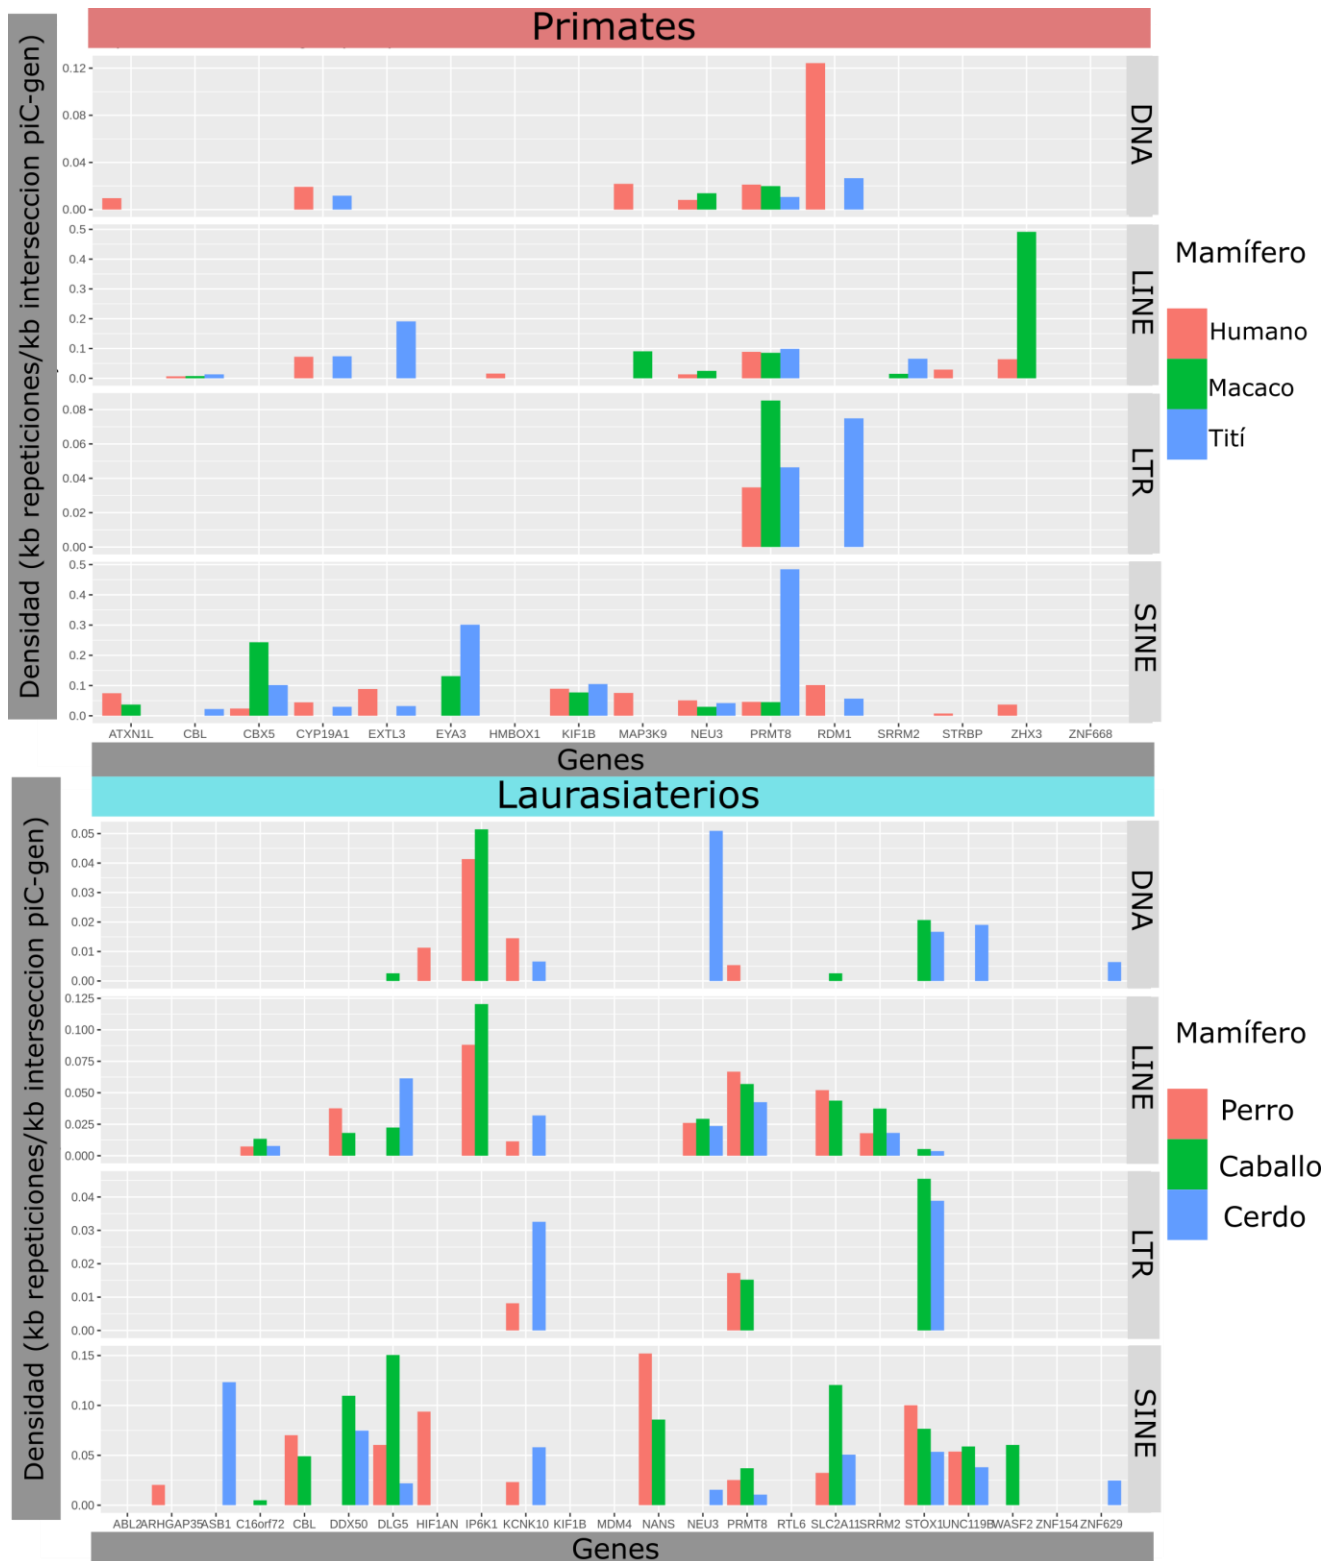 Primates
Densidad (kb repeticiones/kb interseccion piC-gen)
0.12
0.08
0.04
0.00
DNA
0.5
0.4
0.3
0.2
0.1
0.0
LINE
0.08
0.06
0.04
0.02
0.00
LTR
0.5
0.4
0.3
0.2
0.1
0.0
SINE
ATXN1L CBL CBX5 CYP19A1 EXTL3 EYA3 HMBOX1 KIF1B MAP3K9 NEU3 PRMT8 RDM1 SRRM2 STRBP ZHX3 ZNF668
Genes
Mamífero
Humano
Macaco
Tití
Laurasiaterios
Densidad (kb repeticiones/kb interseccion piC-gen)
0.05
0.04
0.03
0.02
0.01
0.00
DNA
0.125
0.100
0.075
0.050
0.025
0.000
LINE
0.04
0.03
0.02
0.01
0.00
LTR
0.15
0.10
0.05
0.00
SINE
ABL2 ARHGAP35 ASB1 C16orf72 CBL DDX50 DLG5 HIF1AN IP6K1 KCNK10 KIF1B MDM4 NANS NEU3 PRMT8 RTL6 SLC2A11 SRRM2 STOX1 UNC119B WASF2 ZNF154 ZNF629
Genes
Mamífero
Perro
Caballo
Cerdo